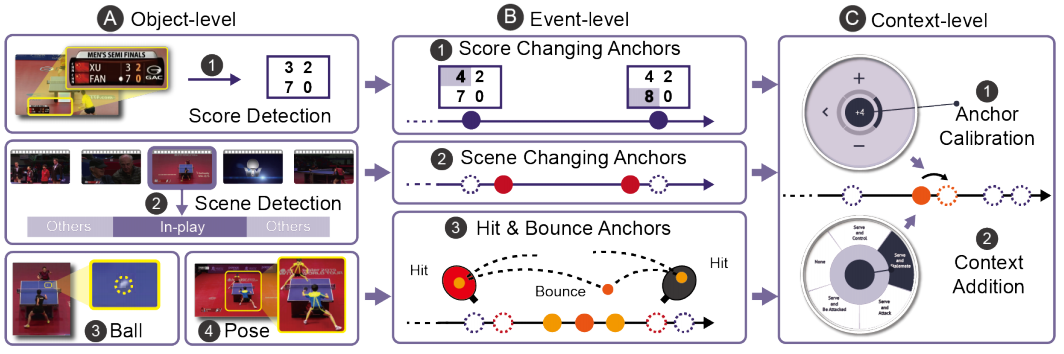 A Object-level
B Event-level
C Context-level
MEN'S SEMI FINALS
XU 3 2
FAN 7 0
GAC
1
3 2
7 0
Score Detection
2 Scene Detection
Others In-play Others
3 Ball
4 Pose
1 Score Changing Anchors
4 2
7 0
4 2
8 0
2 Scene Changing Anchors
3 Hit & Bounce Anchors
Hit
Bounce
Hit
+
<
+4
−
1
Anchor
Calibration
Serve
and
Control
None
Serve
and
Stalemate
Serve
and
Be Attached
Serve
and
Attack
2
Context
Addition